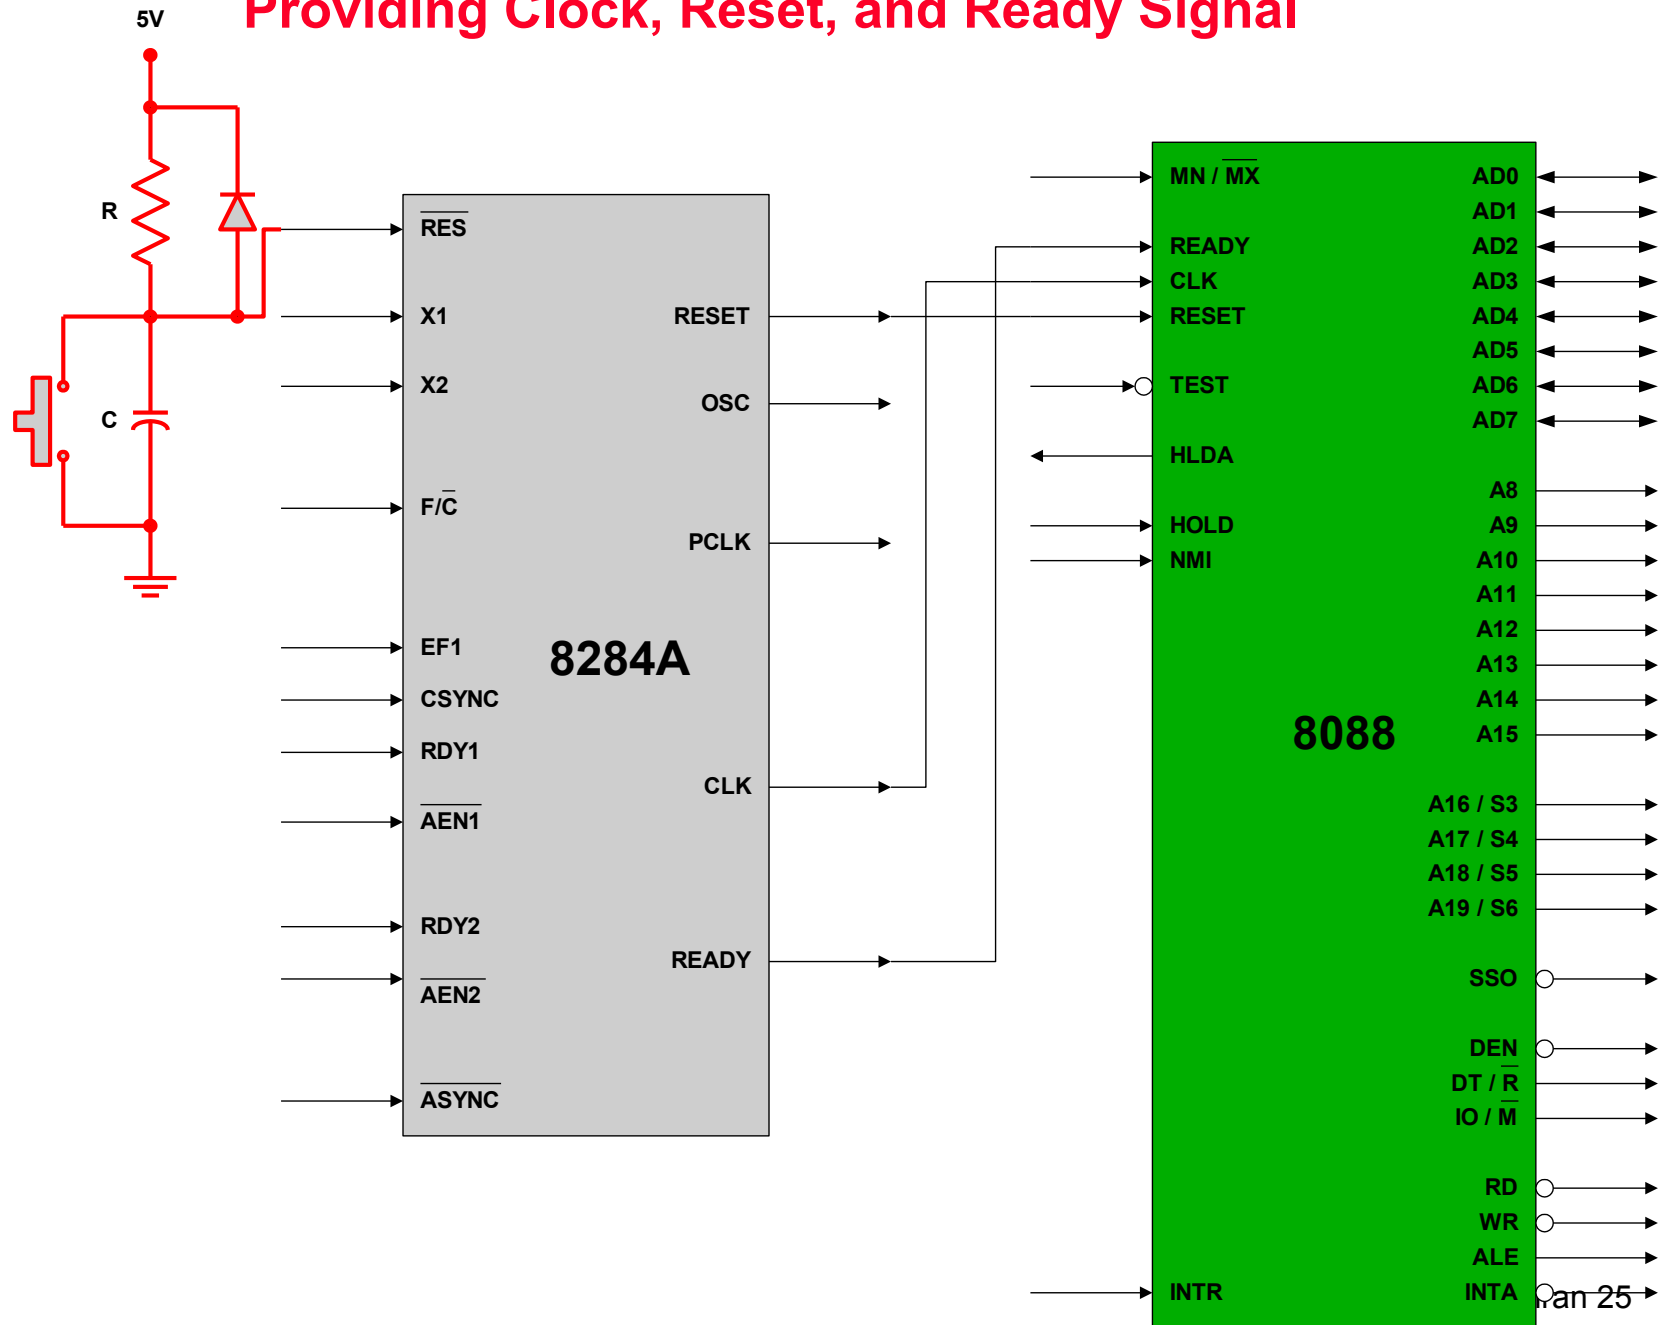 Providing Clock, Reset, and Ready Signal
5V
R
C
RES
X1
X2
F/C
EF1
CSYNC
RDY1
AEN1
RDY2
AEN2
ASYNC
8284A
RESET
OSC
PCLK
CLK
READY
MN / MX
READY
CLK
RESET
TEST
HLDA
HOLD
NMI
INTR
8088
AD0
AD1
AD2
AD3
AD4
AD5
AD6
AD7
A8
A9
A10
A11
A12
A13
A14
A15
A16 / S3
A17 / S4
A18 / S5
A19 / S6
SSO
DEN
DT / R
IO / M
RD
WR
ALE
INTA
25